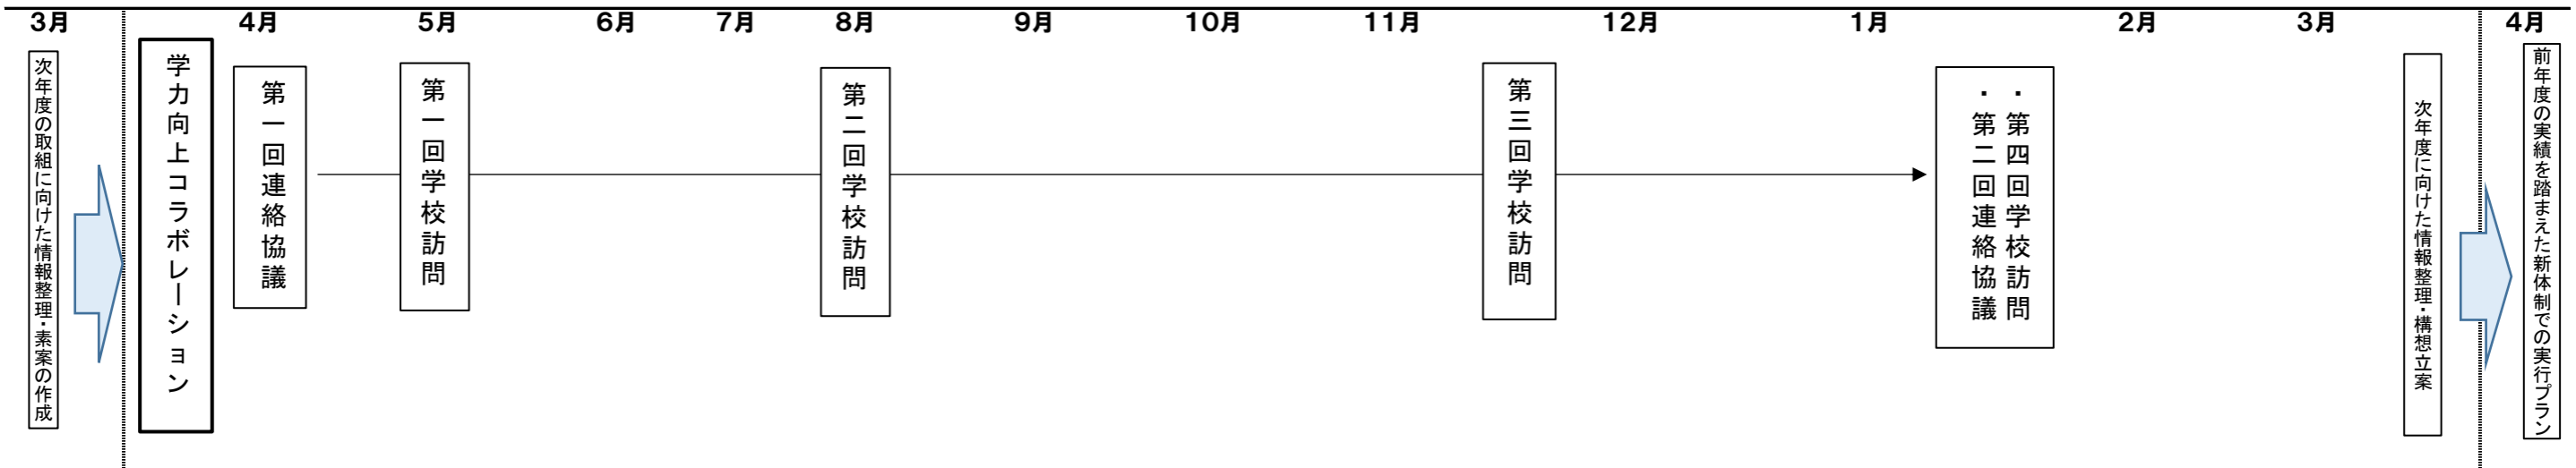 3月 4月 5月 6月 7月 8月 9月 10月 11月 12月 1月 2月 3月 4月
次年度の取組に向けた情報整理・素案の作成
学力向上コラボレーション
第一回連絡協議
第一回学校訪問
第二回学校訪問
第三回学校訪問
・第四回学校訪問
・第二回連絡協議
次年度に向けた情報整理・構想立案
前年度の実績を踏まえた新体制での実行プラン